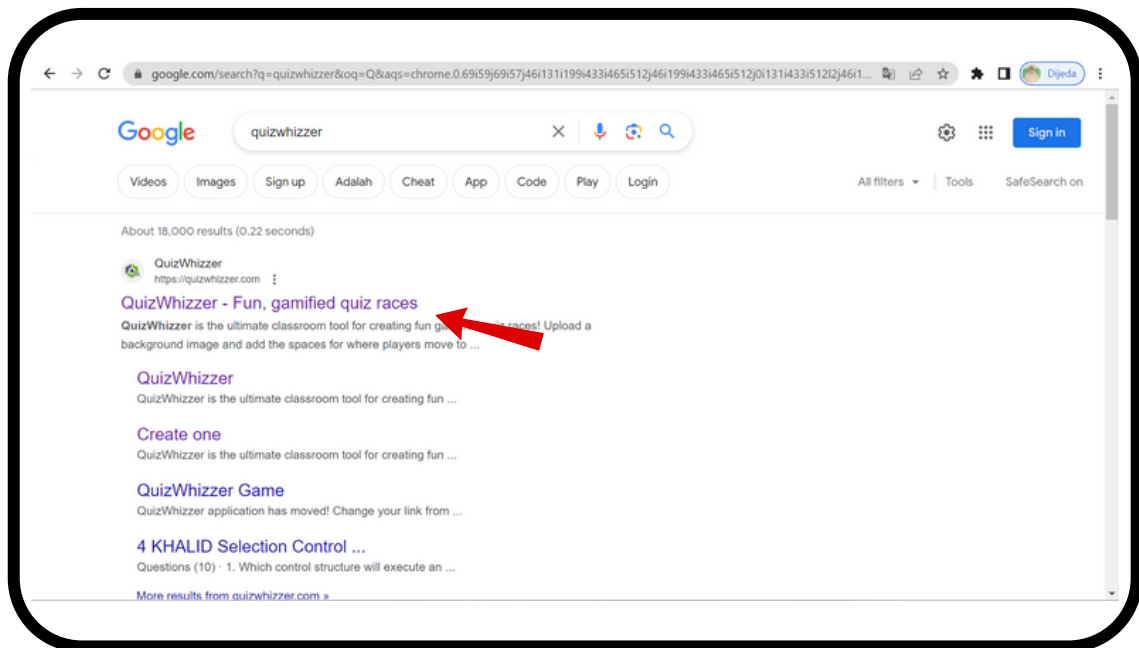 google.com/search?q=quizwhizzer&oq=Q&aqs=chrome.0.69i59j69i57j46i131i199i433i465i512j46i199i433i465i512j0i131i433i512l2j46i1...
Dijeda
Google
quizwhizzer
Sign in
Videos Images Sign up Adalah Cheat App Code Play Login
All filters Tools SafeSearch on
About 18,000 results (0.22 seconds)
QuizWhizzer
https://quizwhizzer.com
QuizWhizzer - Fun, gamified quiz races
QuizWhizzer is the ultimate classroom tool for creating fun races! Upload a
background image and add the spaces for where players move to ...
QuizWhizzer
QuizWhizzer is the ultimate classroom tool for creating fun ...
Create one
QuizWhizzer is the ultimate classroom tool for creating fun ...
QuizWhizzer Game
QuizWhizzer application has moved! Change your link from ...
4 KHALID Selection Control ...
Questions (10) · 1. Which control structure will execute an ...
More results from quizwhizzer.com »